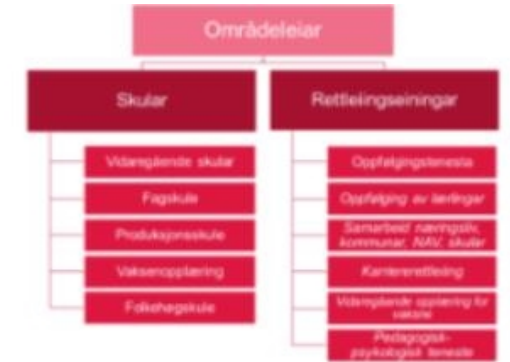 Områdeleiar
Skular
Rettleiingseiningar
Vidaregåande skular
Fagskule
Produksjonsskule
Vaksenopplæring
Folkehøgskule
Oppfølgingstenesta
Oppfølging av lærlingar
Samarbeid næringsliv,
kommunar, NAV, skular
Karriererettleiing
Vidaregåande opplæring for
vaksne
Pedagogisk-
psykologisk teneste